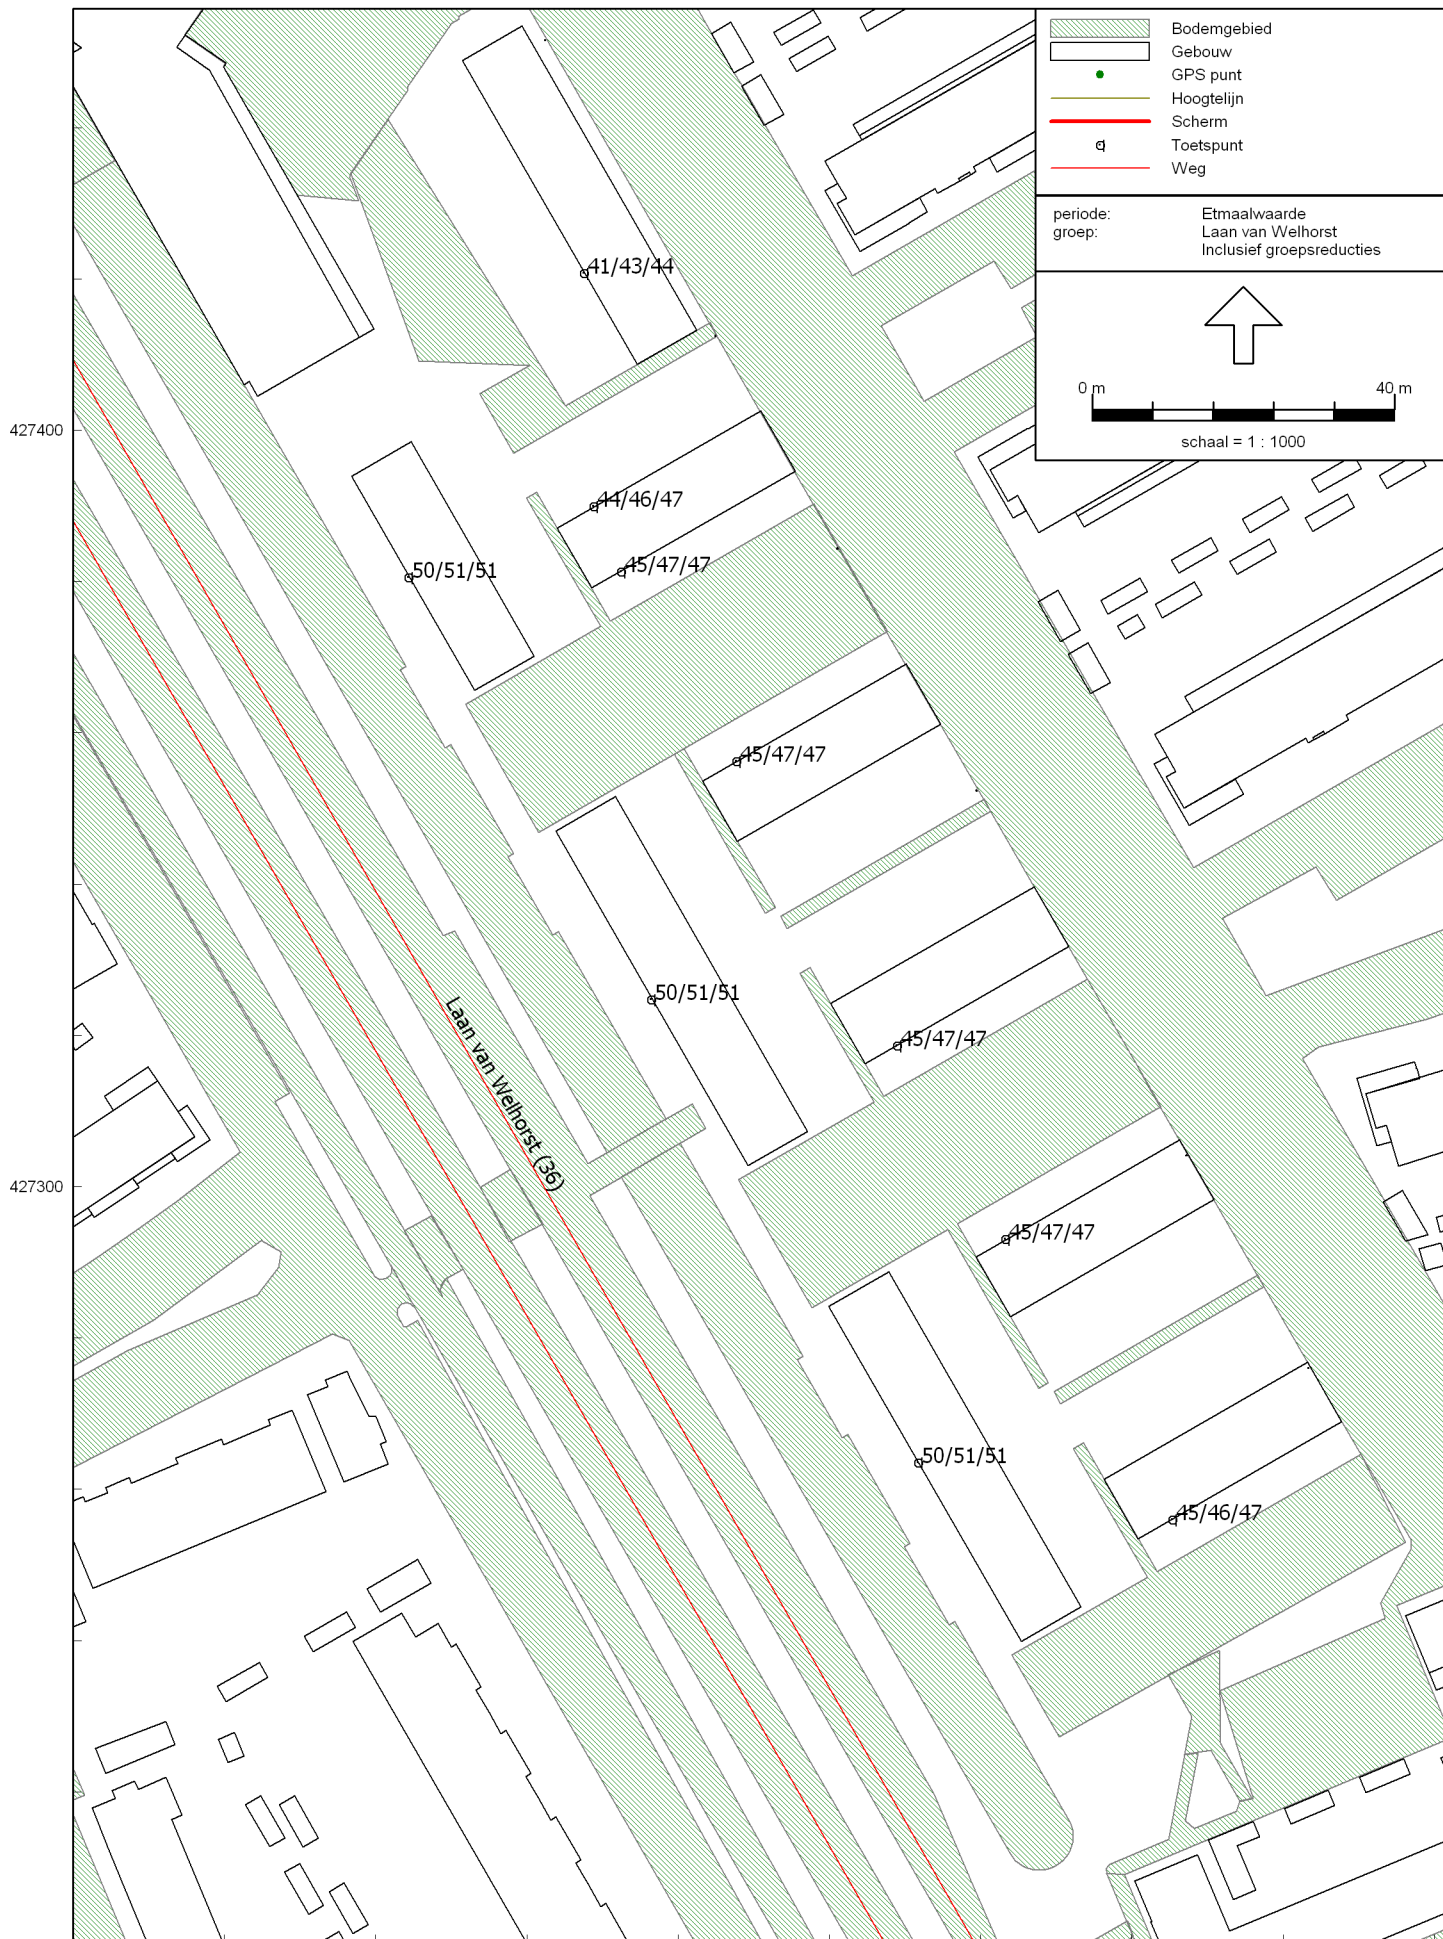 Bodemgebied
Gebouw
GPS punt
Hoogtelijn
Scherm
Toetspunt
Weg
periode: Etmaalwaarde
groep: Laan van Welhorst
Inclusief groepsreducties
0 m 40 m
schaal = 1 : 1000
41/43/44
427400
44/46/47
50/51/51
45/47/47
45/47/47
50/51/51
45/47/47
Laan van Welhorst (36)
427300
45/47/47
50/51/51
45/46/47